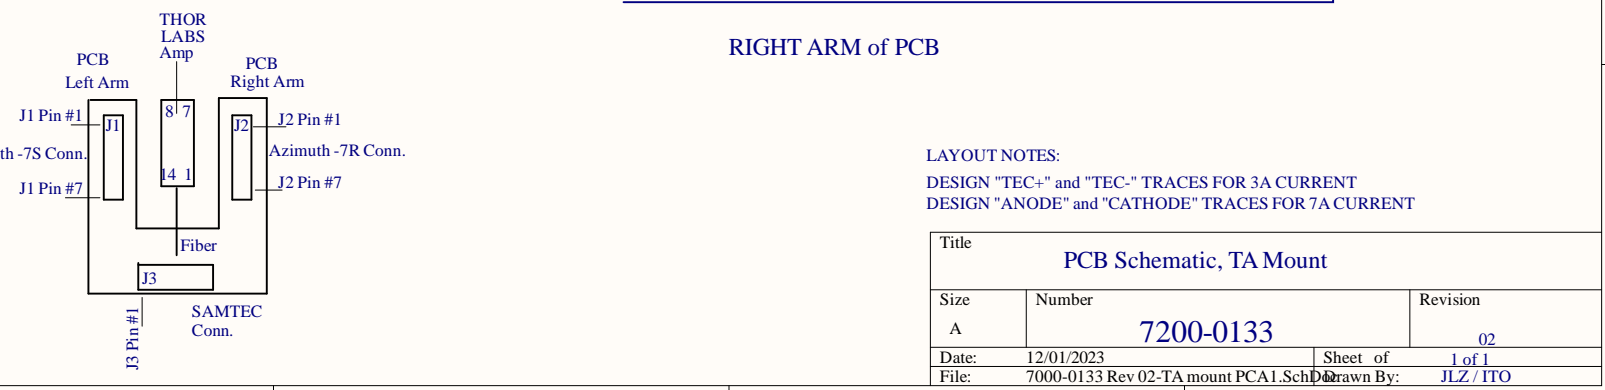 THOR
LABS
Amp
PCB
Left Arm
PCB
Right Arm
RIGHT ARM of PCB
J1 Pin #1
J1
8 7
J2
J2 Pin #1
th -7S Conn.
Azimuth -7R Conn.
14 1
J1 Pin #7
J2 Pin #7
Fiber
J3
SAMTEC
Conn.
J3 Pin #1
LAYOUT NOTES:
DESIGN "TEC+" and "TEC-" TRACES FOR 3A CURRENT
DESIGN "ANODE" and "CATHODE" TRACES FOR 7A CURRENT
Title
PCB Schematic, TA Mount
Size
Number
Revision
A
7200-0133
02
Date:
12/01/2023
Sheet of
1 of 1
File:
7000-0133 Rev 02-TA mount PCA1.SchDoc
Drawn By:
JLZ / ITO